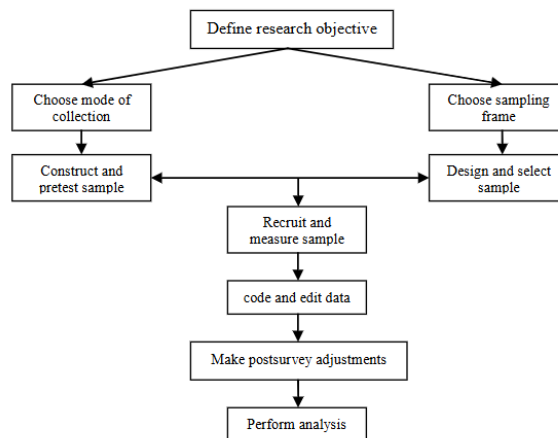 Define research objective
Choose mode of
collection
Choose sampling
frame
Construct and
pretest sample
Design and select
sample
Recruit and
measure sample
code and edit data
Make postsurvey adjustments
Perform analysis